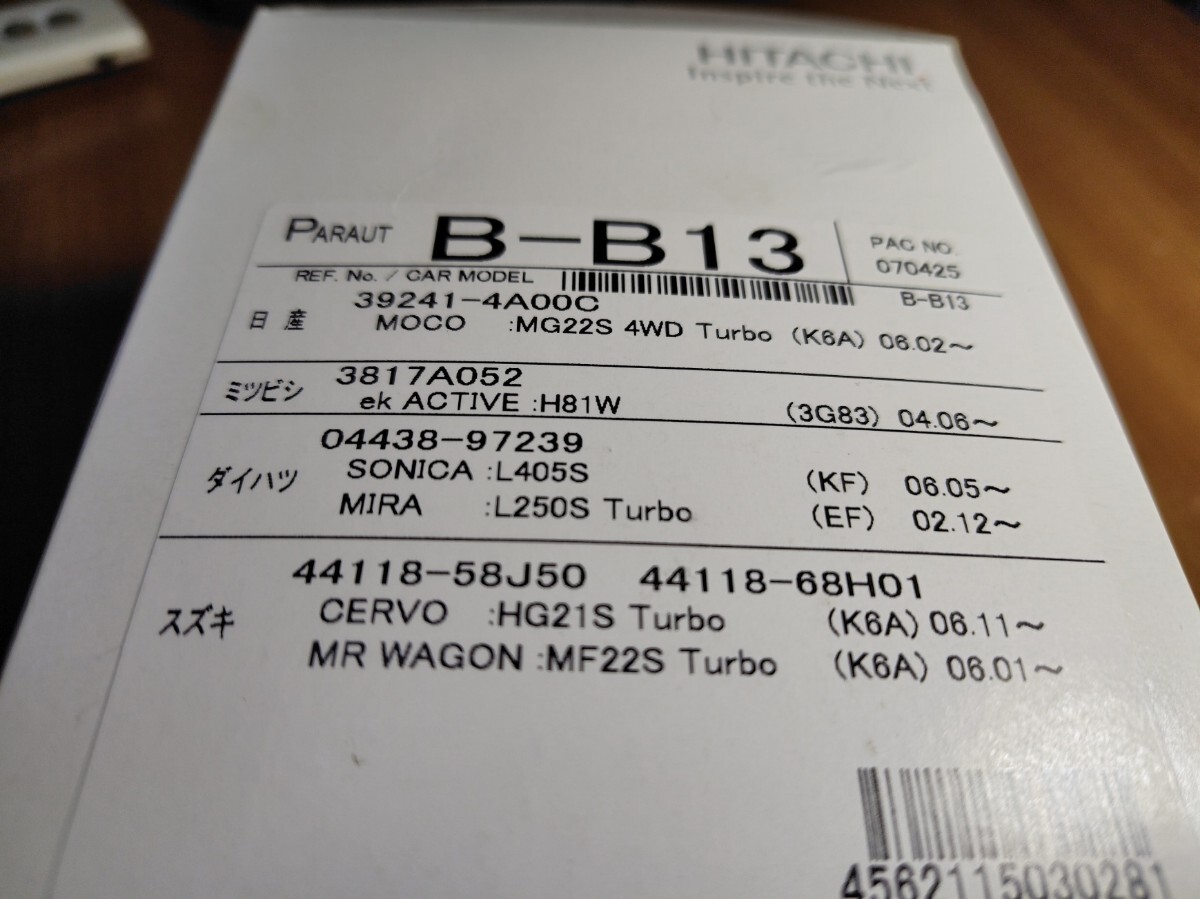 HITACHI
Inspire the Next
PARAUT B-B13 PAC NO. 070425
REF. No. / CAR MODEL B-B13
日産 39241-4A00C
MOCO :MG22S 4WD Turbo (K6A) 06.02～
ミツビシ 3817A052
ek ACTIVE :H81W (3G83) 04.06～
ダイハツ 04438-97239
SONICA :L405S (KF) 06.05～
MIRA :L250S Turbo (EF) 02.12～
スズキ 44118-58J50 44118-68H01
CERVO :HG21S Turbo (K6A) 06.11～
MR WAGON :MF22S Turbo (K6A) 06.01～
4562115030281